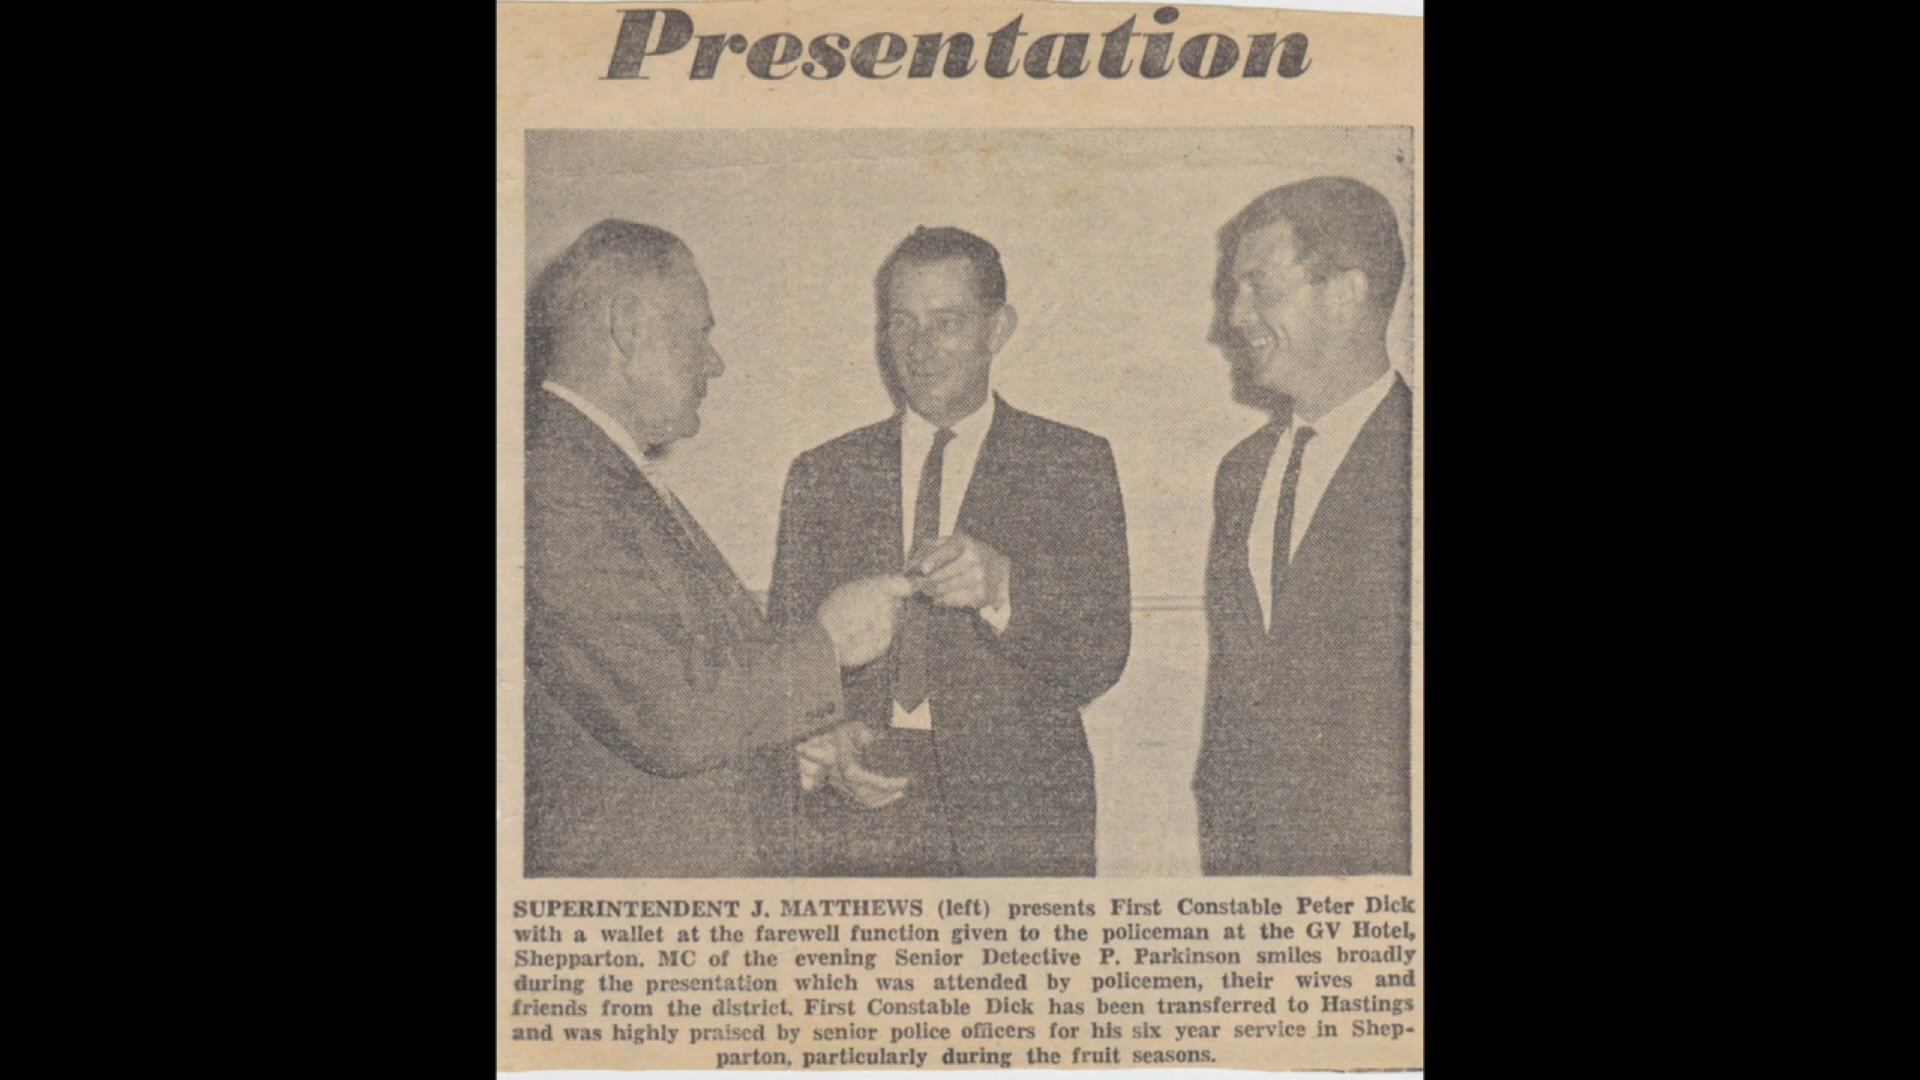 Presentation
SUPERINTENDENT J. MATTHEWS (left) presents First Constable Peter Dick
with a wallet at the farewell function given to the policeman at the GV Hotel,
Shepparton. MC of the evening Senior Detective P. Parkinson smiles broadly
during the presentation which was attended by policemen, their wives and
friends from the district. First Constable Dick has been transferred to Hastings
and was highly praised by senior police officers for his six year service in Shep-
parton, particularly during the fruit seasons.